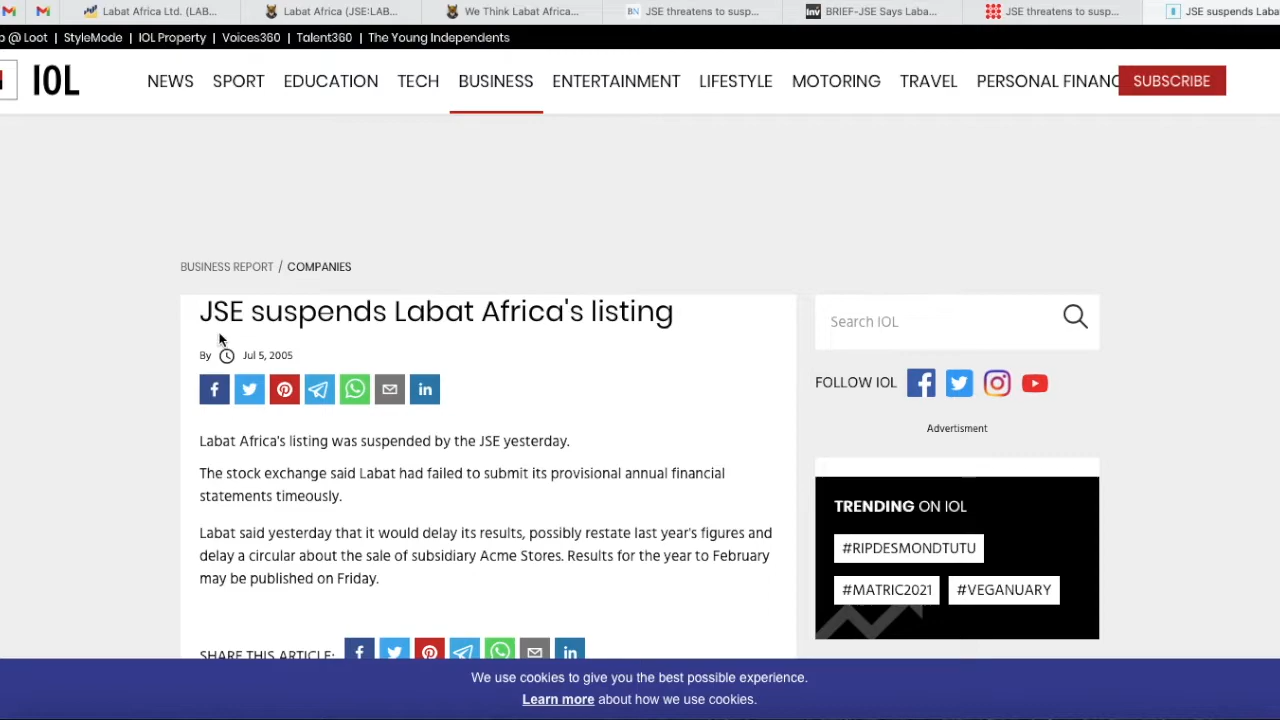 Labat Africa Ltd. (LAB...
Labat Africa (JSE:LAB...
We Think Labat Africa...
BN
JSE threatens to susp...
Inv
BRIEF-JSE Says Laba...
JSE threatens to susp...
JSE suspends Laba
@ Loot | StyleMode | IOL Property | Voices360 | Talent360 | The Young Independents
IOL
NEWS SPORT EDUCATION TECH BUSINESS ENTERTAINMENT LIFESTYLE MOTORING TRAVEL PERSONAL FINANC
SUBSCRIBE
BUSINESS REPORT / COMPANIES
JSE suspends Labat Africa's listing
By Jul 5, 2005
Labat Africa's listing was suspended by the JSE yesterday.
The stock exchange said Labat had failed to submit its provisional annual financial
statements timeously.
Labat said yesterday that it would delay its results, possibly restate last year's figures and
delay a circular about the sale of subsidiary Acme Stores. Results for the year to February
may be published on Friday.
SHARE THIS ARTICLE:
Search IOL
FOLLOW IOL
Advertisment
TRENDING ON IOL
#RIPDESMONDTUTU
#MATRIC2021 #VEGANUARY
We use cookies to give you the best possible experience.
Learn more about how we use cookies.